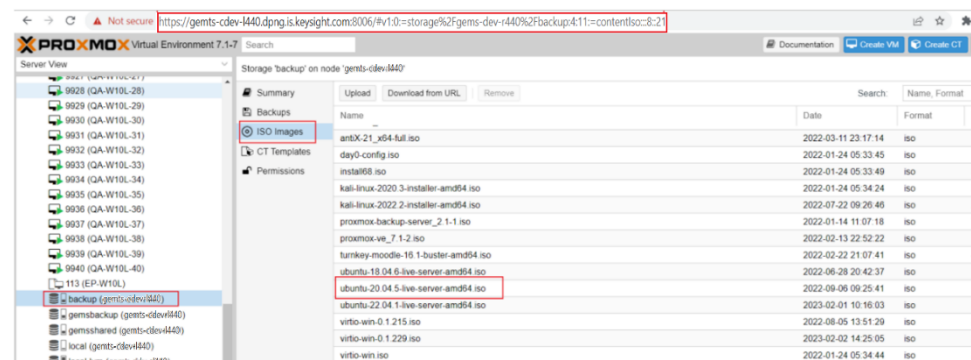 Not secure https://gemts-cdev-l440.dpng.is.keysight.com:8006/#v1:0:=storage%2Fgems-dev-r440%2Fbackup:4:11:=contentIso::8::21
PROXMOX Virtual Environment 7.1-7 Search Documentation Create VM Create CT
Server View
Storage 'backup' on node 'gemts-cdevl440'
9927 (QA-W10L-27)
9928 (QA-W10L-28)
9929 (QA-W10L-29)
9930 (QA-W10L-30)
9931 (QA-W10L-31)
9932 (QA-W10L-32)
9933 (QA-W10L-33)
9934 (QA-W10L-34)
9935 (QA-W10L-35)
9936 (QA-W10L-36)
9937 (QA-W10L-37)
9938 (QA-W10L-38)
9939 (QA-W10L-39)
9940 (QA-W10L-40)
113 (EP-W10L)
backup (gemts-cdevl440)
gemsbackup (gemts-cdevl440)
gemsshared (gemts-cdevl440)
local (gemts-cdevl440)
Summary
Backups
ISO Images
CT Templates
Permissions
Upload Download from URL Remove Search: Name, Format
Name Date Format
antiX-21_x64-full.iso 2022-03-11 23:17:14 iso
day0-config.iso 2022-01-24 05:33:45 iso
install68.iso 2022-01-24 05:33:49 iso
kali-linux-2020.3-installer-amd64.iso 2022-01-24 05:34:24 iso
kali-linux-2022.2-installer-amd64.iso 2022-07-22 09:26:46 iso
proxmox-backup-server_2.1-1.iso 2022-01-14 11:07:18 iso
proxmox-ve_7.1-2.iso 2022-02-13 22:52:22 iso
turnkey-moodle-16.1-buster-amd64.iso 2022-02-22 21:07:41 iso
ubuntu-18.04.6-live-server-amd64.iso 2022-06-28 20:42:37 iso
ubuntu-20.04.5-live-server-amd64.iso 2022-09-06 09:25:41 iso
ubuntu-22.04.1-live-server-amd64.iso 2023-02-01 10:16:03 iso
virtio-win-0.1.215.iso 2022-08-05 13:51:29 iso
virtio-win-0.1.229.iso 2023-02-02 14:25:05 iso
virtio-win.iso 2022-01-24 05:34:44 iso